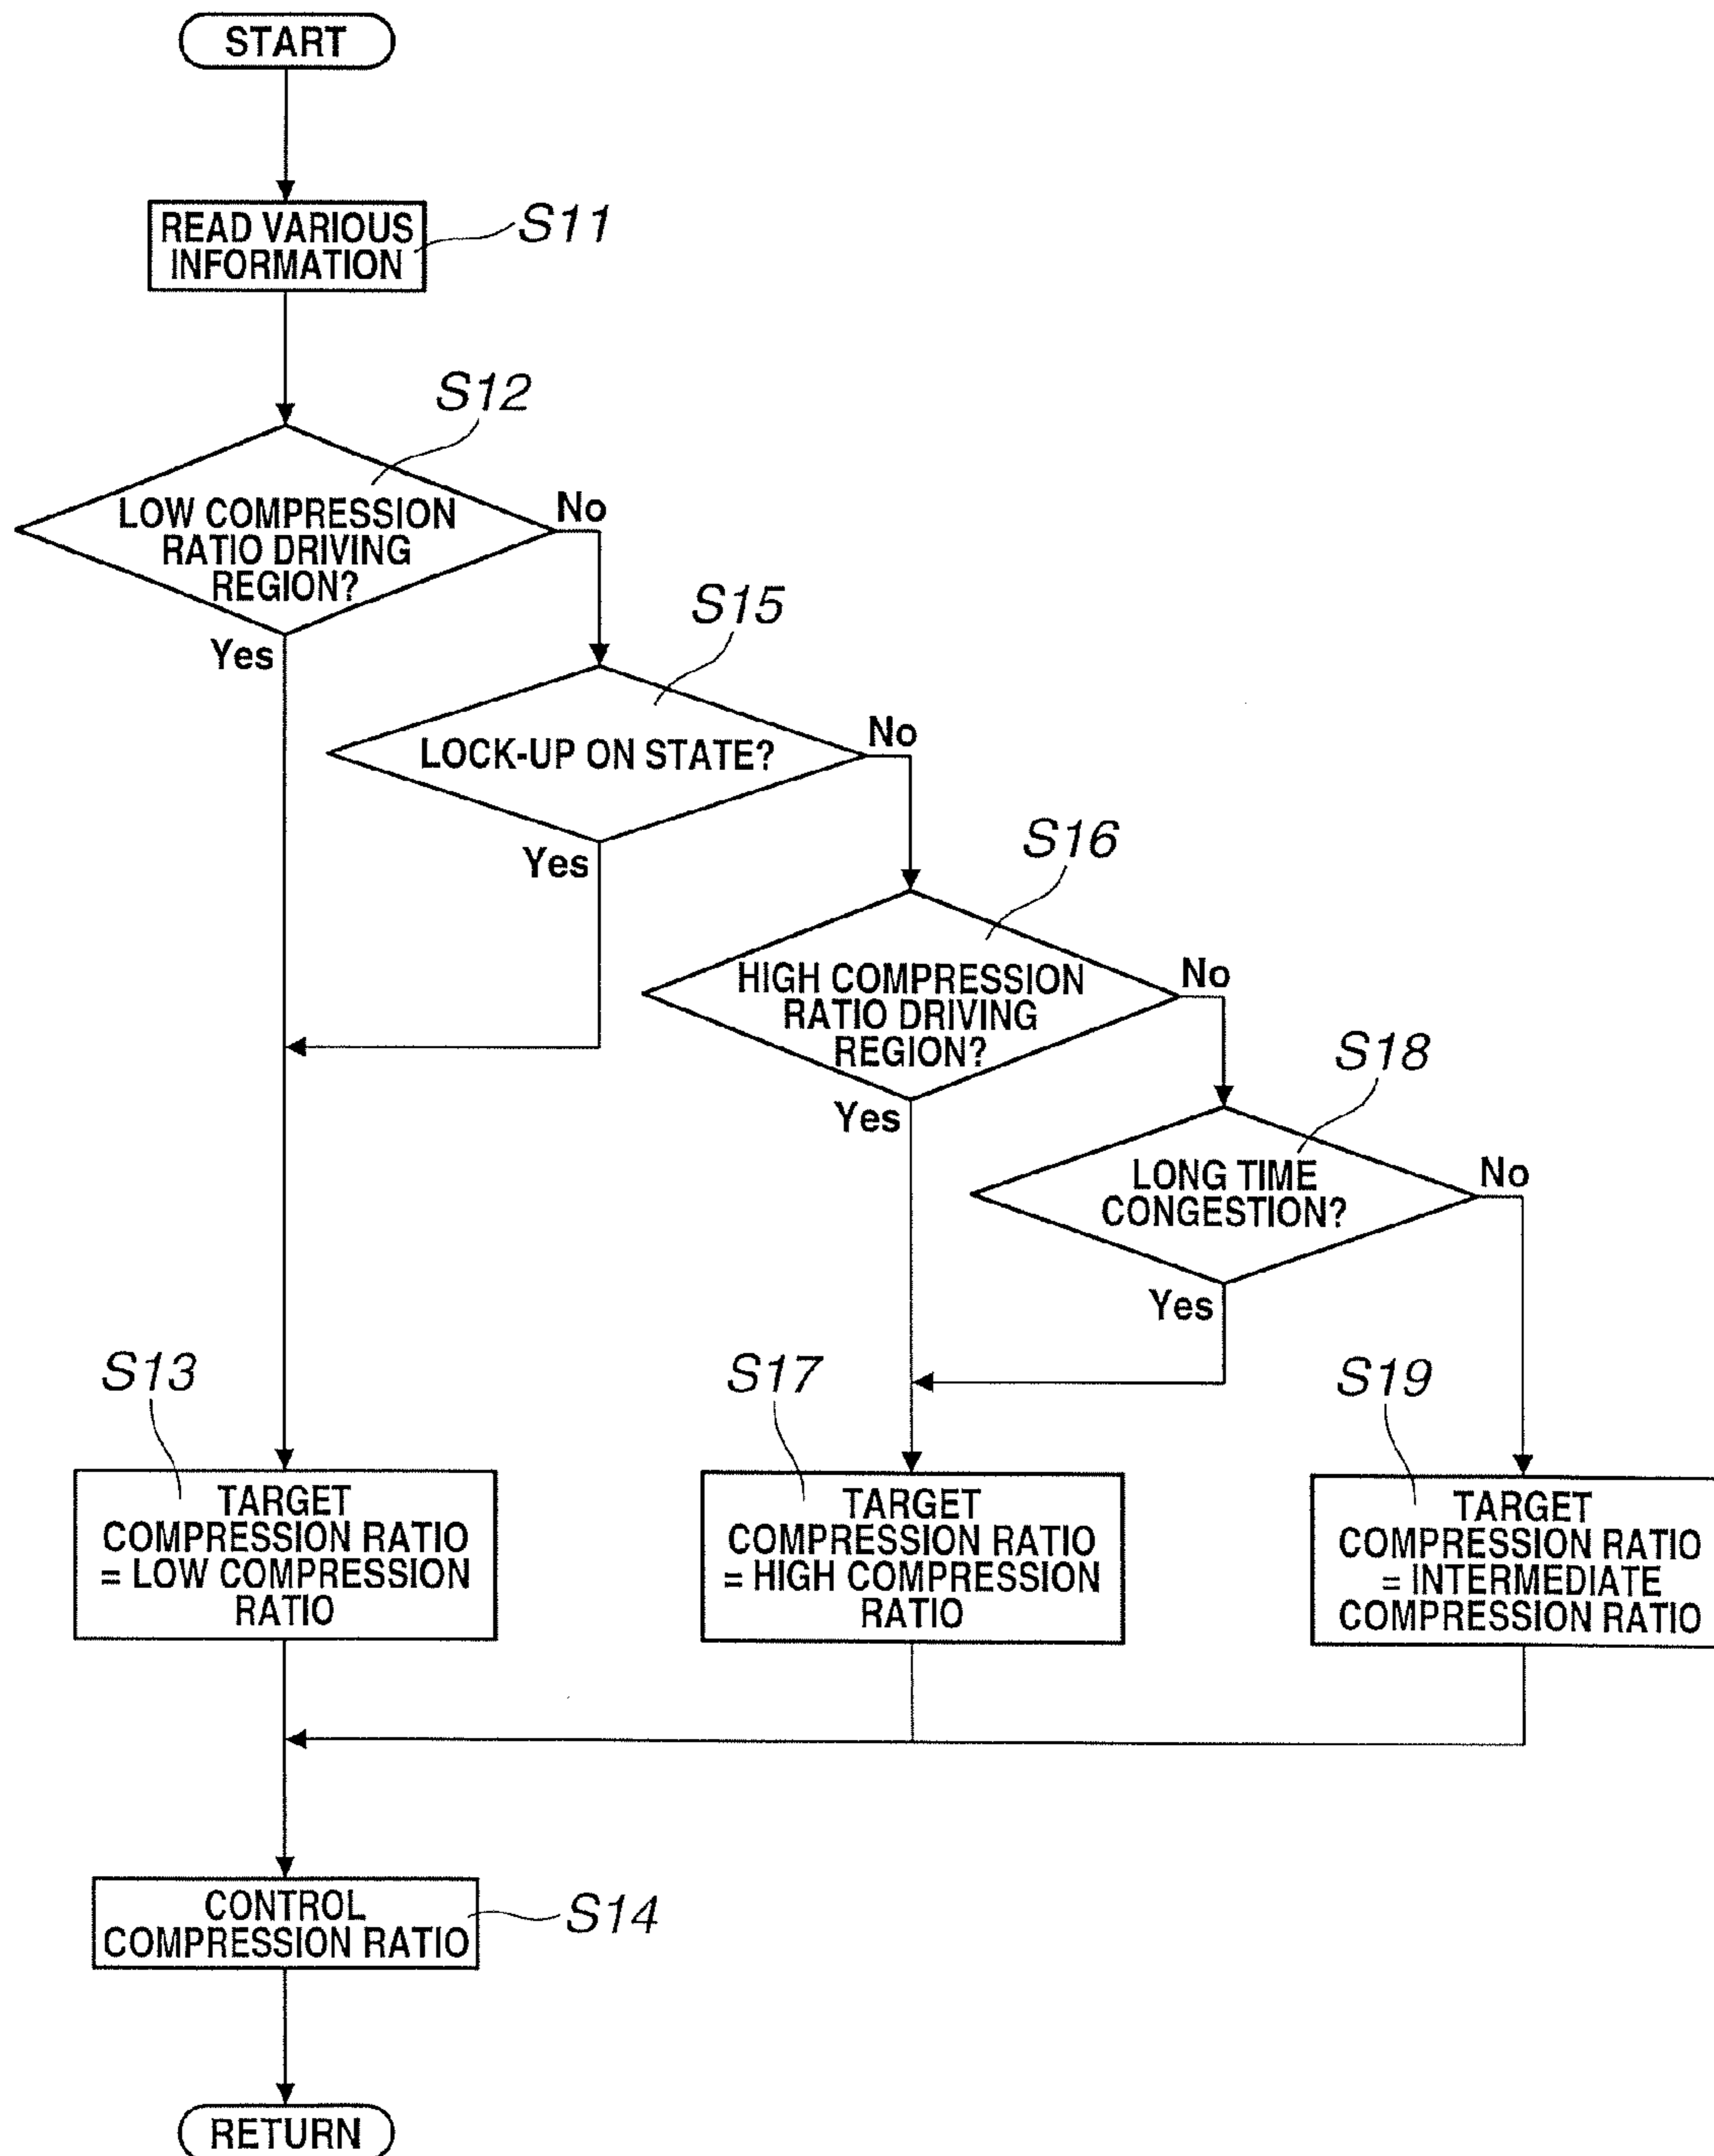 START
READ VARIOUS
INFORMATION
S11
S12
LOW COMPRESSION
RATIO DRIVING
REGION?
No
Yes
S15
LOCK-UP ON STATE?
No
Yes
S16
HIGH COMPRESSION
RATIO DRIVING
REGION?
No
Yes
S18
LONG TIME
CONGESTION?
No
Yes
S13
TARGET
COMPRESSION RATIO
= LOW COMPRESSION
RATIO
S17
TARGET
COMPRESSION RATIO
= HIGH COMPRESSION
RATIO
S19
TARGET
COMPRESSION RATIO
= INTERMEDIATE
COMPRESSION RATIO
CONTROL
COMPRESSION RATIO
S14
RETURN